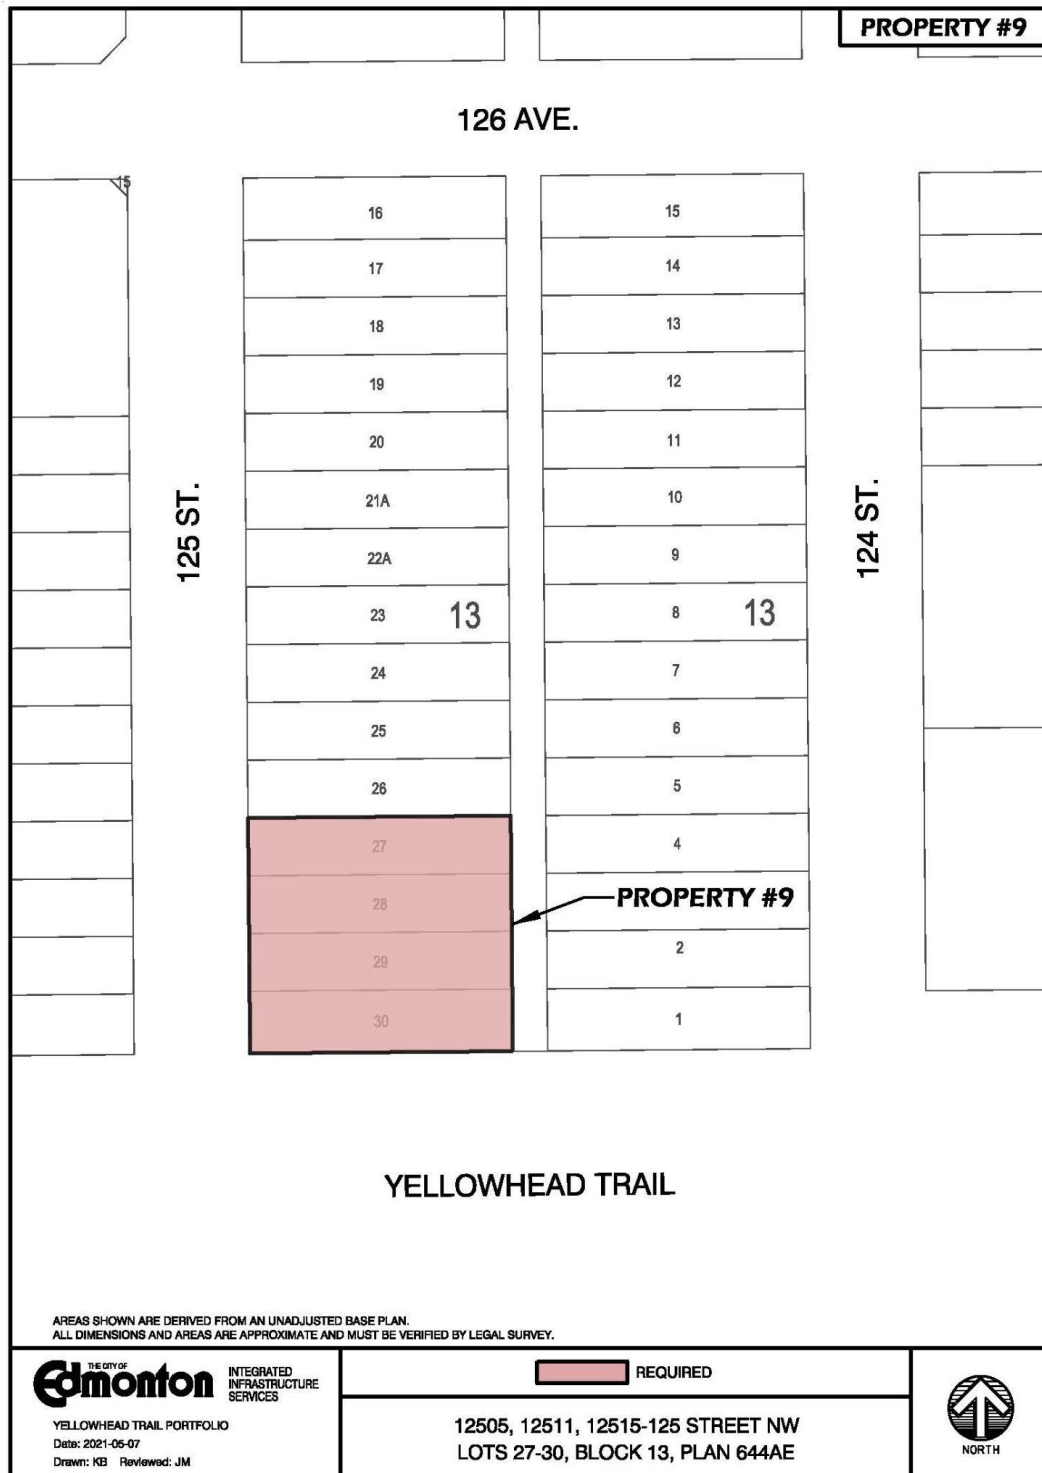 PROPERTY #9
126 AVE.
15
16
15
17
14
18
13
19
12
20
11
21A
10
22A
9
125 ST.
124 ST.
23
13
8
13
24
7
25
6
26
5
27
4
28
PROPERTY #9
29
2
30
1
YELLOWHEAD TRAIL
AREAS SHOWN ARE DERIVED FROM AN UNADJUSTED BASE PLAN.
ALL DIMENSIONS AND AREAS ARE APPROXIMATE AND MUST BE VERIFIED BY LEGAL SURVEY.
THE CITY OF
Edmonton
INTEGRATED
INFRASTRUCTURE
SERVICES
YELLOWHEAD TRAIL PORTFOLIO
Date: 2021-05-07
Drawn: KB Reviewed: JM
REQUIRED
12505, 12511, 12515-125 STREET NW
LOTS 27-30, BLOCK 13, PLAN 644AE
NORTH